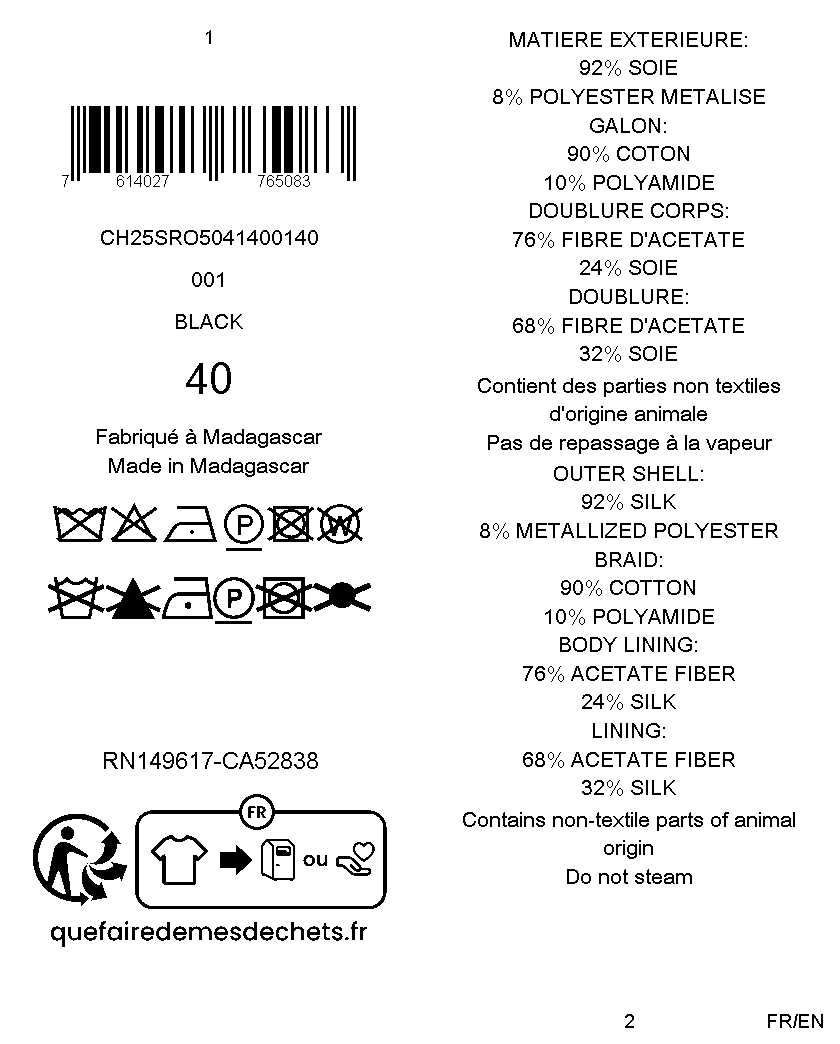 1
7 614027 765083
CH25SRO5041400140
001
BLACK
40
Fabriqué à Madagascar
Made in Madagascar
P W
P
RN149617-CA52838
FR
ou
quefairedemesdechets.fr
MATIERE EXTERIEURE:
92% SOIE
8% POLYESTER METALISE
GALON:
90% COTON
10% POLYAMIDE
DOUBLURE CORPS:
76% FIBRE D'ACETATE
24% SOIE
DOUBLURE:
68% FIBRE D'ACETATE
32% SOIE
Contient des parties non textiles
d'origine animale
Pas de repassage à la vapeur
OUTER SHELL:
92% SILK
8% METALLIZED POLYESTER
BRAID:
90% COTTON
10% POLYAMIDE
BODY LINING:
76% ACETATE FIBER
24% SILK
LINING:
68% ACETATE FIBER
32% SILK
Contains non-textile parts of animal
origin
Do not steam
2
FR/EN